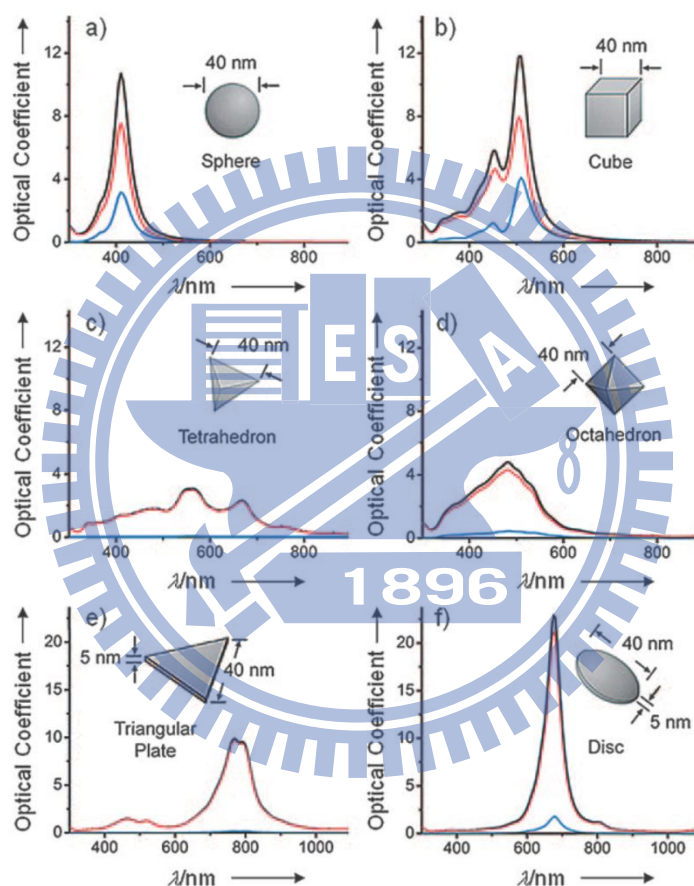 a)
Optical Coefficient
12
8
4
0
40 nm
Sphere
400 600 800
λ/nm
b)
Optical Coefficient
12
8
4
0
40 nm
Cube
400 600 800
λ/nm
c)
Optical Coefficient
12
8
4
0
40 nm
Tetrahedron
400 600 800
λ/nm
d)
Optical Coefficient
12
8
4
0
40 nm
Octahedron
400 600 800
λ/nm
e)
Optical Coefficient
20
15
10
5
0
5 nm
40 nm
Triangular
Plate
400 600 800 1000
λ/nm
f)
Optical Coefficient
20
15
10
5
0
40 nm
5 nm
Disc
400 600 800 1000
λ/nm
E S A
1896